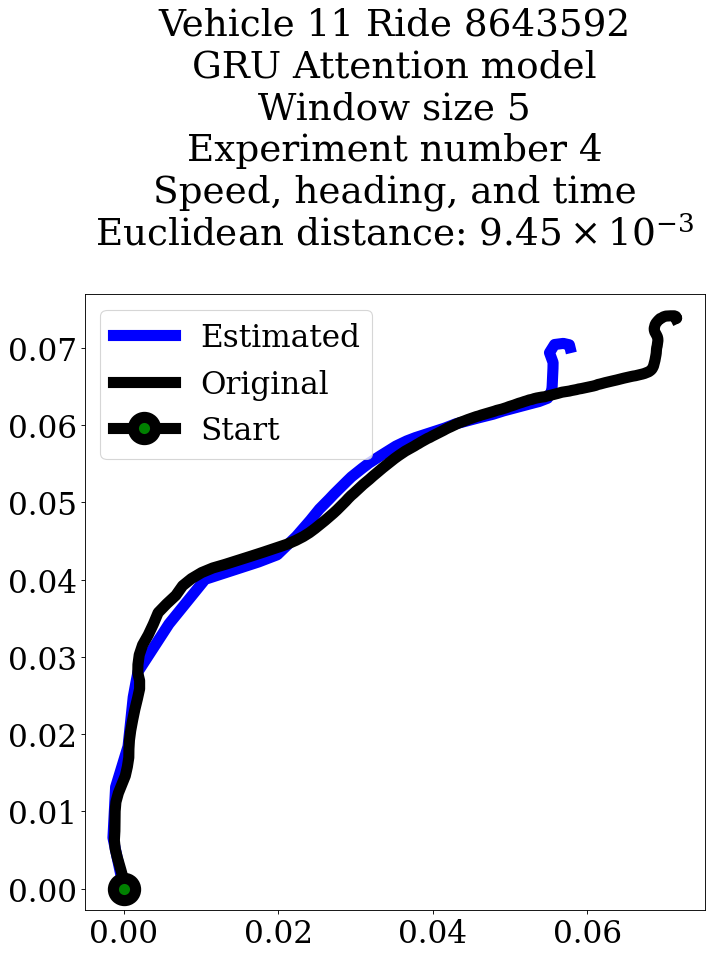 Vehicle 11 Ride 8643592
GRU Attention model
Window size 5
Experiment number 4
Speed, heading, and time
Euclidean distance: 9.45 × 10⁻³
Estimated
Original
Start
0.07
0.06
0.05
0.04
0.03
0.02
0.01
0.00
0.00 0.02 0.04 0.06